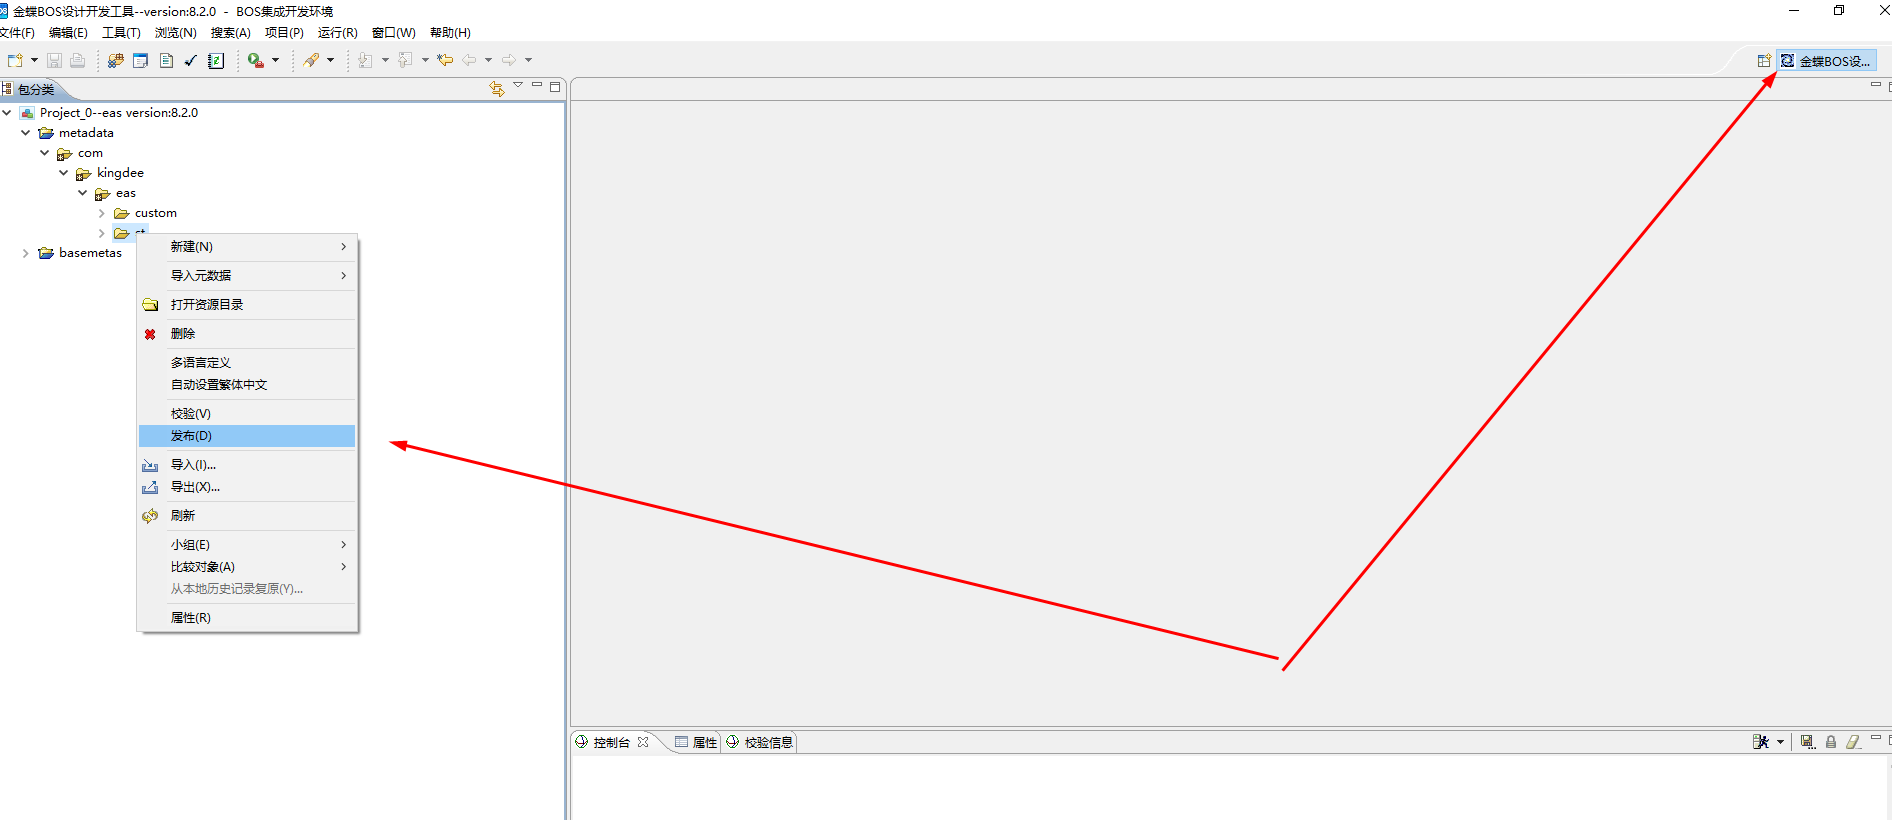 金蝶BOS设计开发工具--version:8.2.0 - BOS集成开发环境
文件(F) 编辑(E) 工具(T) 浏览(N) 搜索(A) 项目(P) 运行(R) 窗口(W) 帮助(H)
金蝶BOS设...
包分类
Project_0--eas version:8.2.0
metadata
com
kingdee
eas
custom
basemetas
新建(N)
导入元数据
打开资源目录
删除
多语言定义
自动设置繁体中文
校验(V)
发布(D)
导入(I)...
导出(X)...
刷新
小组(E)
比较对象(A)
从本地历史记录复原(Y)...
属性(R)
控制台 属性 校验信息